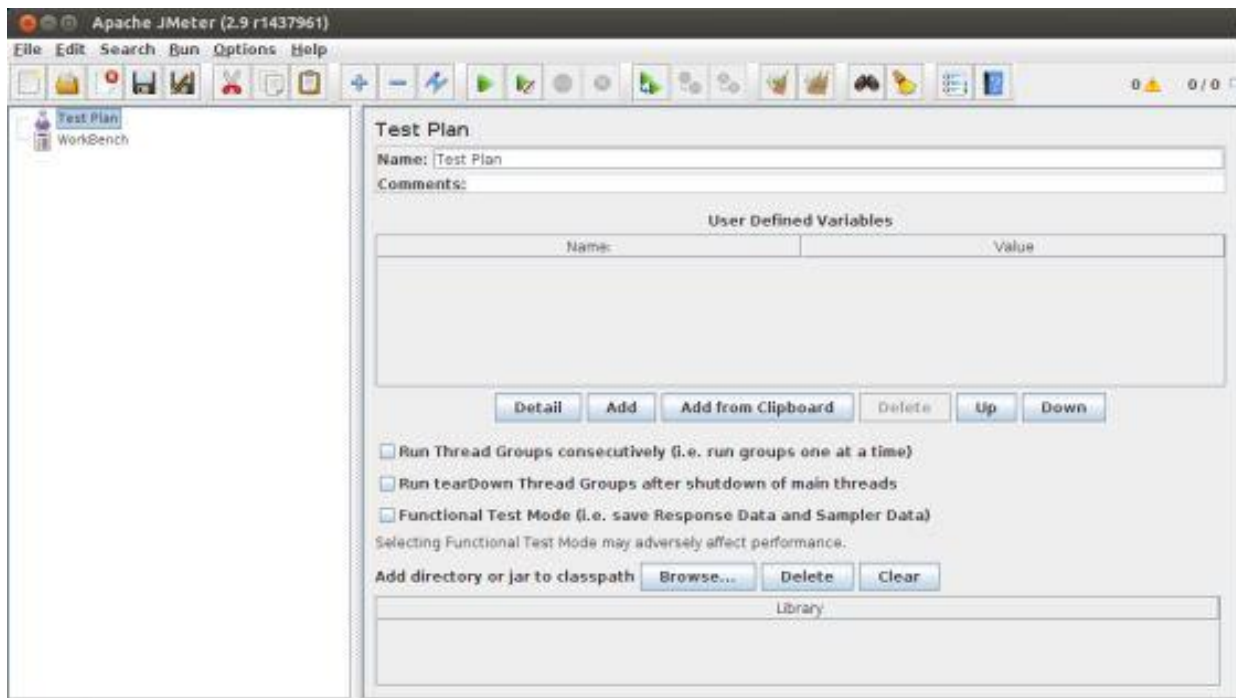 Apache JMeter (2.9 r1437961)
File Edit Search Run Options Help
0 0 / 0
Test Plan
WorkBench
Test Plan
Name: Test Plan
Comments:
User Defined Variables
Name: Value
Detail Add Add from Clipboard Delete Up Down
Run Thread Groups consecutively (i.e. run groups one at a time)
Run tearDown Thread Groups after shutdown of main threads
Functional Test Mode (i.e. save Response Data and Sampler Data)
Selecting Functional Test Mode may adversely affect performance.
Add directory or jar to classpath Browse... Delete Clear
Library